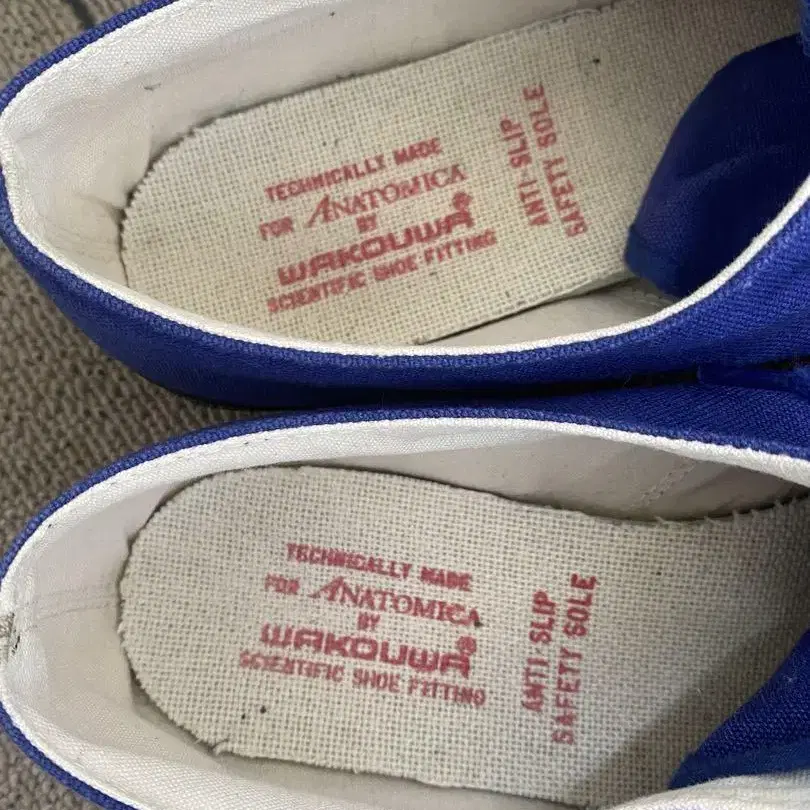 TECHNICALLY MADE
FOR ANATOMICA
BY
WAKOUWA®
SCIENTIFIC SHOE FITTING
ANTI-SLIP
SAFETY SOLE
TECHNICALLY MADE
FOR ANATOMICA
BY
WAKOUWA®
SCIENTIFIC SHOE FITTING
ANTI-SLIP
SAFETY SOLE